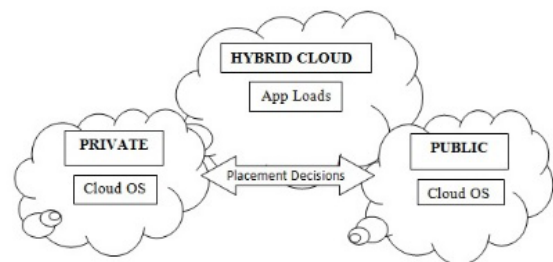 HYBRID CLOUD
App Loads
PRIVATE
Cloud OS
Placement Decisions
PUBLIC
Cloud OS